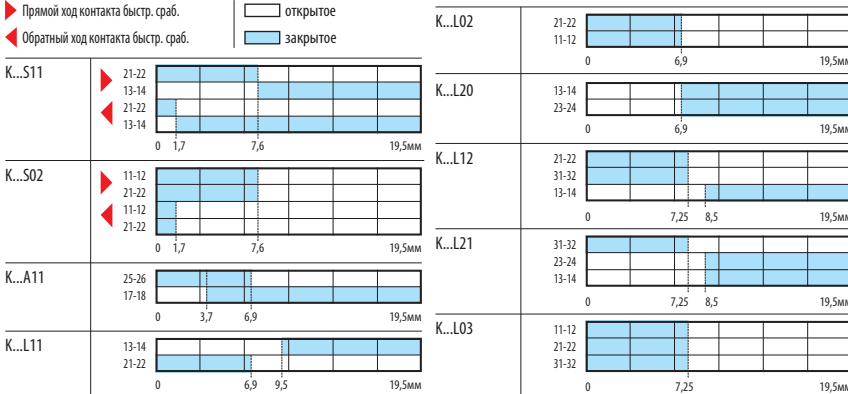 Прямой ход контакта быстр. сраб.
открытое
Обратный ход контакта быстр. сраб.
закрытое
K...S11
21-22
13-14
21-22
13-14
0 1,7 7,6 19,5мм
K...S02
11-12
21-22
11-12
21-22
0 1,7 7,6 19,5мм
K...A11
25-26
17-18
0 3,7 6,9 19,5мм
K...L11
13-14
21-22
0 6,9 9,5 19,5мм
K...L02
21-22
11-12
0 6,9 19,5мм
K...L20
13-14
23-24
0 6,9 19,5мм
K...L12
21-22
31-32
13-14
0 7,25 8,5 19,5мм
K...L21
31-32
23-24
13-14
0 7,25 8,5 19,5мм
K...L03
11-12
21-22
31-32
0 7,25 19,5мм